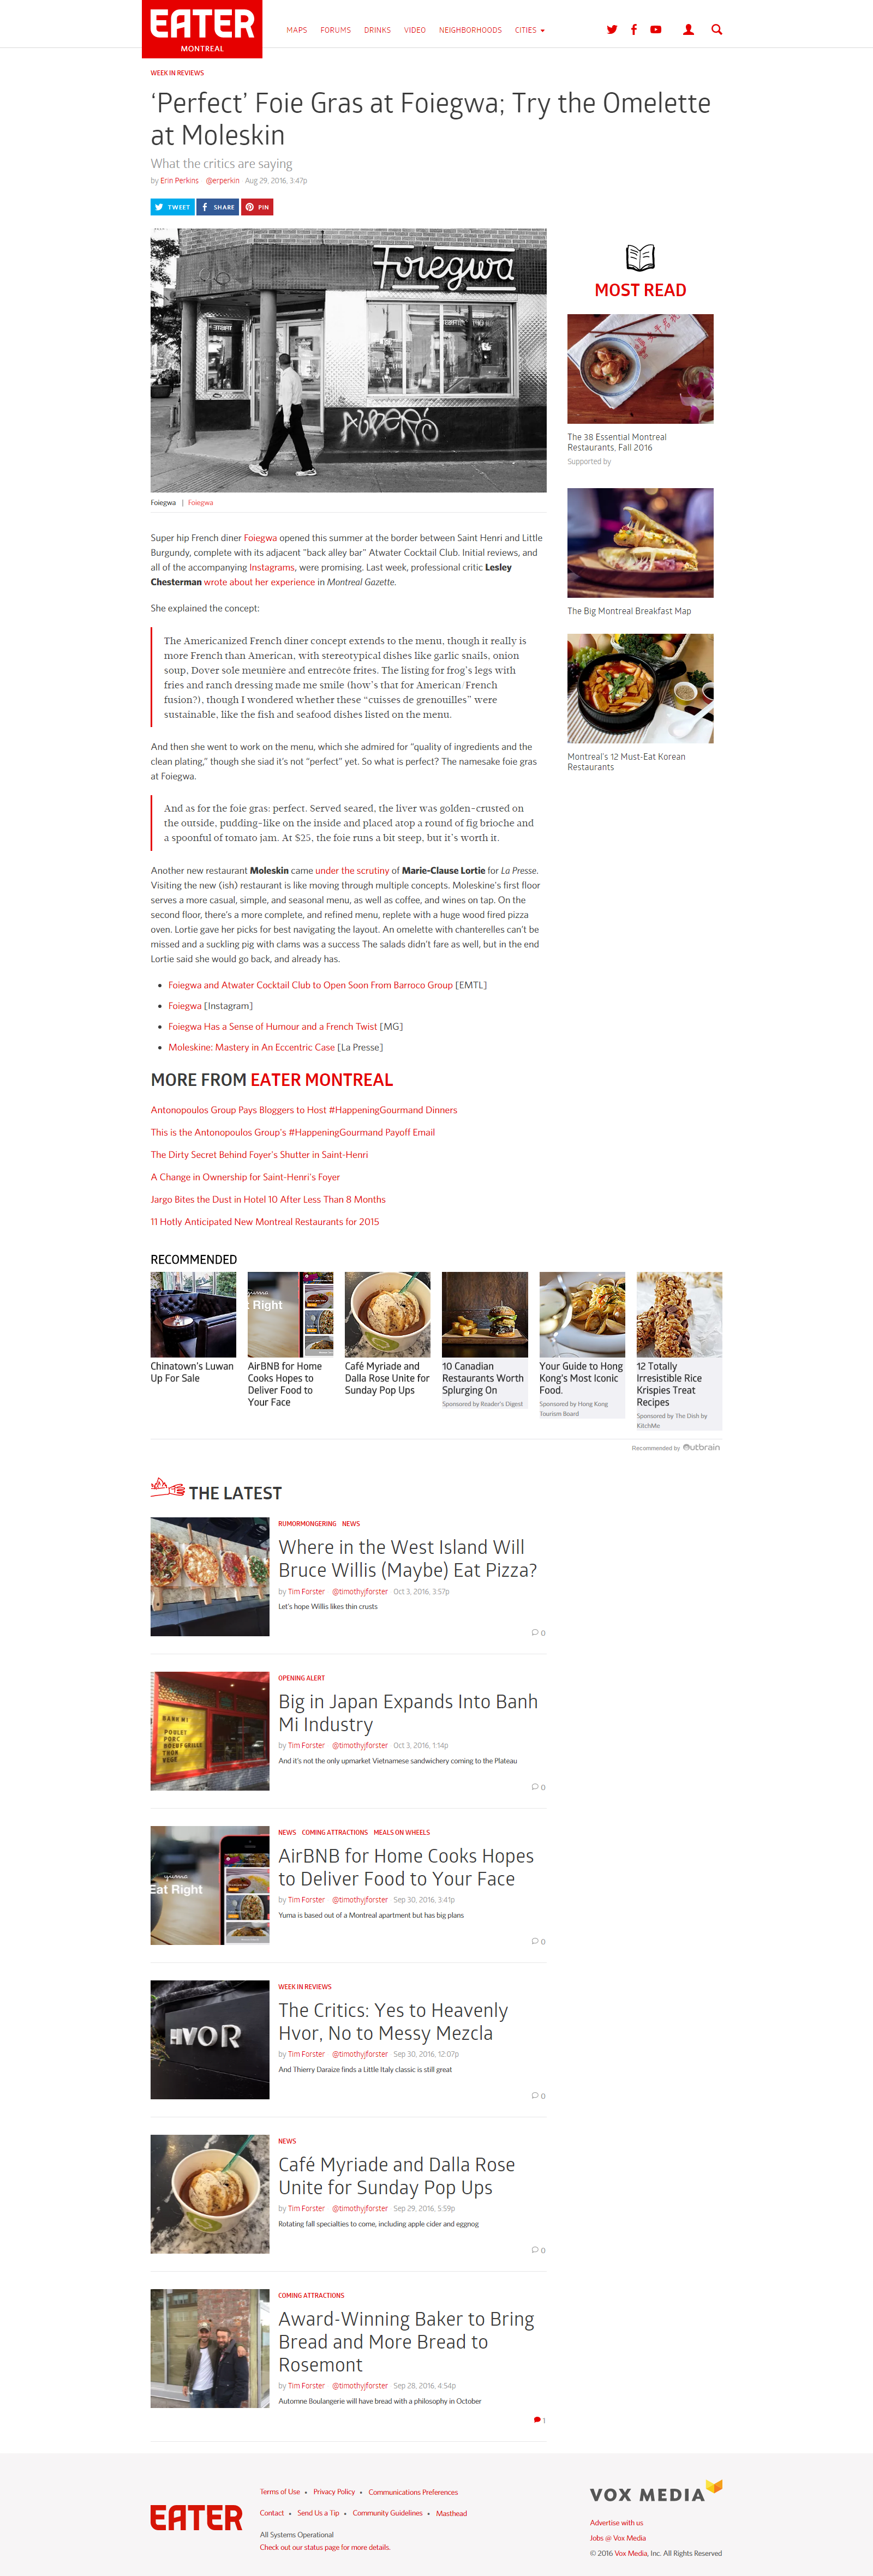 EATER
MONTREAL
MAPS FORUMS DRINKS VIDEO NEIGHBORHOODS CITIES
WEEK IN REVIEWS
‘Perfect’ Foie Gras at Foiegwa; Try the Omelette
at Moleskin
What the critics are saying
by Erin Perkins @erperkin Aug 29, 2016, 3:47p
TWEET SHARE PIN
Foiegwa
Foiegwa | Foiegwa
MOST READ
The 38 Essential Montreal
Restaurants, Fall 2016
Supported by
The Big Montreal Breakfast Map
Montreal's 12 Must-Eat Korean
Restaurants
Super hip French diner Foiegwa opened this summer at the border between Saint Henri and Little
Burgundy, complete with its adjacent "back alley bar" Atwater Cocktail Club. Initial reviews, and
all of the accompanying Instagrams, were promising. Last week, professional critic Lesley
Chesterman wrote about her experience in Montreal Gazette.
She explained the concept:
The Americanized French diner concept extends to the menu, though it really is
more French than American, with stereotypical dishes like garlic snails, onion
soup, Dover sole meunière and entrecôte frites. The listing for frog’s legs with
fries and ranch dressing made me smile (how’s that for American/French
fusion?), though I wondered whether these “cuisses de grenouilles” were
sustainable, like the fish and seafood dishes listed on the menu.
And then she went to work on the menu, which she admired for “quality of ingredients and the
clean plating,” though she siad it's not “perfect” yet. So what is perfect? The namesake foie gras
at Foiegwa.
And as for the foie gras: perfect. Served seared, the liver was golden-crusted on
the outside, pudding-like on the inside and placed atop a round of fig brioche and
a spoonful of tomato jam. At $25, the foie runs a bit steep, but it’s worth it.
Another new restaurant Moleskin came under the scrutiny of Marie-Clause Lortie for La Presse.
Visiting the new (ish) restaurant is like moving through multiple concepts. Moleskine's first floor
serves a more casual, simple, and seasonal menu, as well as coffee, and wines on tap. On the
second floor, there's a more complete, and refined menu, replete with a huge wood fired pizza
oven. Lortie gave her picks for best navigating the layout. An omelet with chanterelles can't be
missed and a suckling pig with clams was a success The salads didn't fare as well, but in the end
Lortie said she would go back, and already has.
• Foiegwa and Atwater Cocktail Club to Open Soon From Barroco Group [EMTL]
• Foiegwa [Instagram]
• Foiegwa Has a Sense of Humour and a French Twist [MG]
• Moleskine: Mastery in An Eccentric Case [La Presse]
MORE FROM EATER MONTREAL
Antonopoulos Group Pays Bloggers to Host #HappeningGourmand Dinners
This is the Antonopoulos Group's #HappeningGourmand Payoff Email
The Dirty Secret Behind Foyer's Shutter in Saint-Henri
A Change in Ownership for Saint-Henri's Foyer
Jargo Bites the Dust in Hotel 10 After Less Than 8 Months
11 Hotly Anticipated New Montreal Restaurants for 2015
RECOMMENDED
Chinatown's Luwan
Up For Sale
AirBNB for Home
Cooks Hopes to
Deliver Food to
Your Face
Café Myriade and
Dalla Rose Unite for
Sunday Pop Ups
10 Canadian
Restaurants Worth
Splurging On
Sponsored by Reader's Digest
Your Guide to Hong
Kong's Most Iconic
Food.
Sponsored by Hong Kong
Tourism Board
12 Totally
Irresistible Rice
Krispies Treat
Recipes
Sponsored by The Dish by
KitchMe
Recommended by Outbrain
THE LATEST
RUMORMONGERING NEWS
Where in the West Island Will
Bruce Willis (Maybe) Eat Pizza?
by Tim Forster @timothyjforster Oct 3, 2016, 3:57p
Let's hope Willis likes thin crusts
0
BANH MI
POULET
PORC
BOEUF GRILLÉ
THON
VEGE
OPENING ALERT
Big in Japan Expands Into Banh
Mi Industry
by Tim Forster @timothyjforster Oct 3, 2016, 1:14p
And it's not the only upmarket Vietnamese sandwichery coming to the Plateau
0
yuma
Eat Right
NEWS COMING ATTRACTIONS MEALS ON WHEELS
AirBNB for Home Cooks Hopes
to Deliver Food to Your Face
by Tim Forster @timothyjforster Sep 30, 2016, 3:41p
Yuma is based out of a Montreal apartment but has big plans
0
HVOR
WEEK IN REVIEWS
The Critics: Yes to Heavenly
Hvor, No to Messy Mezcla
by Tim Forster @timothyjforster Sep 30, 2016, 12:07p
And Thierry Daraize finds a Little Italy classic is still great
0
NEWS
Café Myriade and Dalla Rose
Unite for Sunday Pop Ups
by Tim Forster @timothyjforster Sep 29, 2016, 5:59p
Rotating fall specialties to come, including apple cider and eggnog
0
COMING ATTRACTIONS
Award-Winning Baker to Bring
Bread and More Bread to
Rosemont
by Tim Forster @timothyjforster Sep 28, 2016, 4:54p
Automne Boulangerie will have bread with a philosophy in October
1
EATER
Terms of Use • Privacy Policy • Communications Preferences
Contact • Send Us a Tip • Community Guidelines • Masthead
All Systems Operational
Check out our status page for more details.
VOX MEDIA
Advertise with us
Jobs @ Vox Media
© 2016 Vox Media, Inc. All Rights Reserved